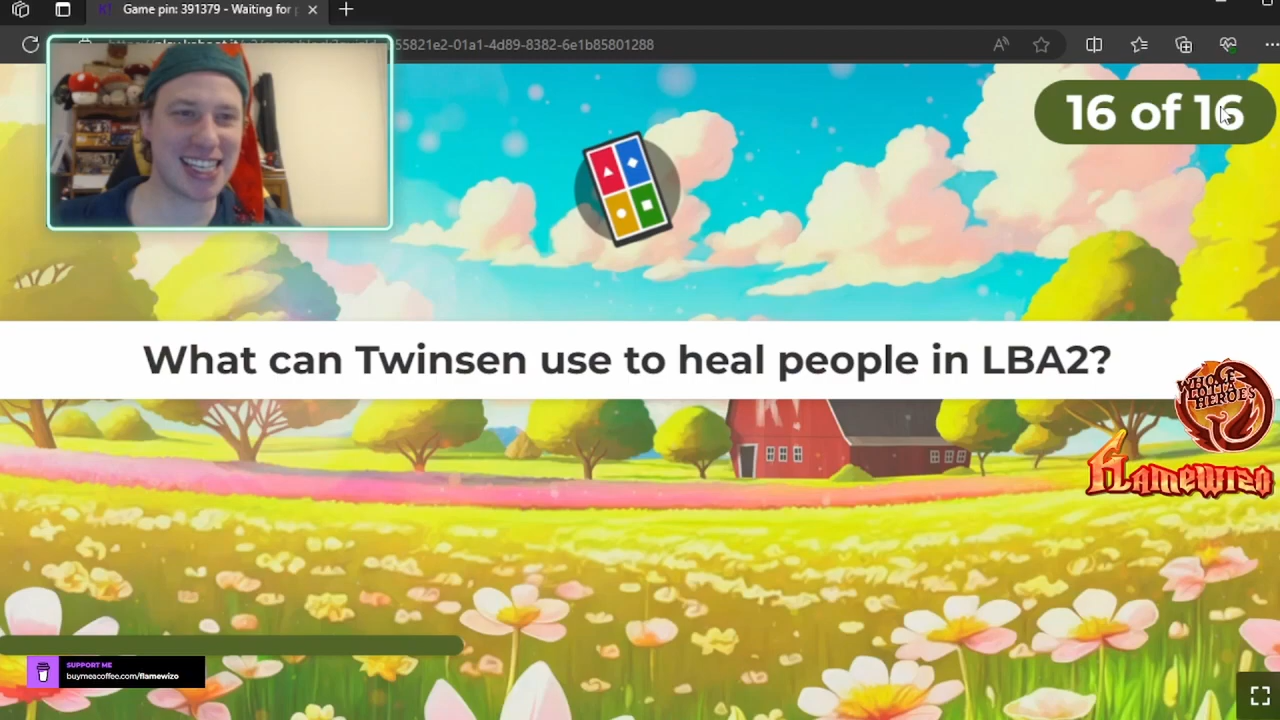 Game pin: 391379 - Waiting for
55821e2-01a1-4d89-8382-6e1b85801288
16 of 16
What can Twinsen use to heal people in LBA2?
WHOLE
LOTTA
HEROES
FLAMEWIZO
SUPPORT ME
buymeacoffee.com/flamewizo